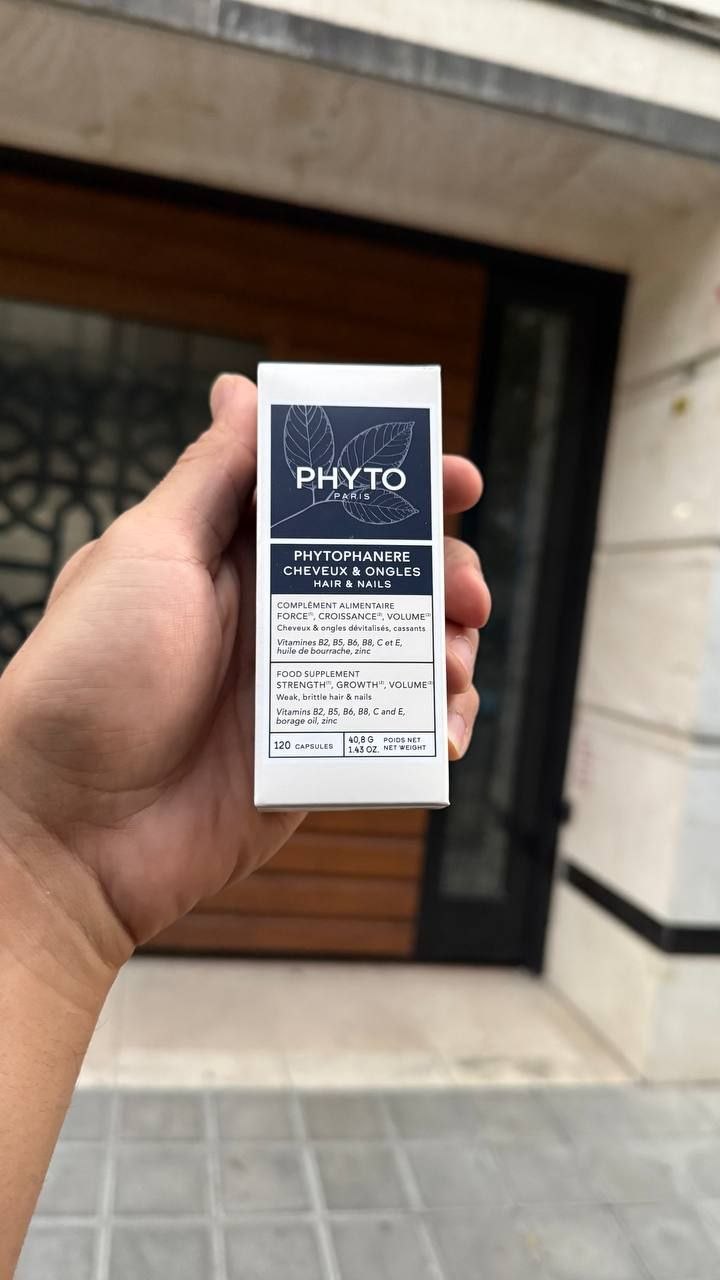 PHYTO
PARIS
PHYTOPHANERE
CHEVEUX & ONGLES
HAIR & NAILS
COMPLÉMENT ALIMENTAIRE
FORCE⁽¹⁾, CROISSANCE⁽²⁾, VOLUME⁽³⁾
Cheveux & ongles dévitalisés, cassants
Vitamines B2, B5, B6, B8, C et E,
huile de bourrache, zinc
FOOD SUPPLEMENT
STRENGTH⁽¹⁾, GROWTH⁽²⁾, VOLUME⁽³⁾
Weak, brittle hair & nails
Vitamins B2, B5, B6, B8, C and E,
borage oil, zinc
120 CAPSULES
40,8 G POIDS NET
1.43 OZ. NET WEIGHT